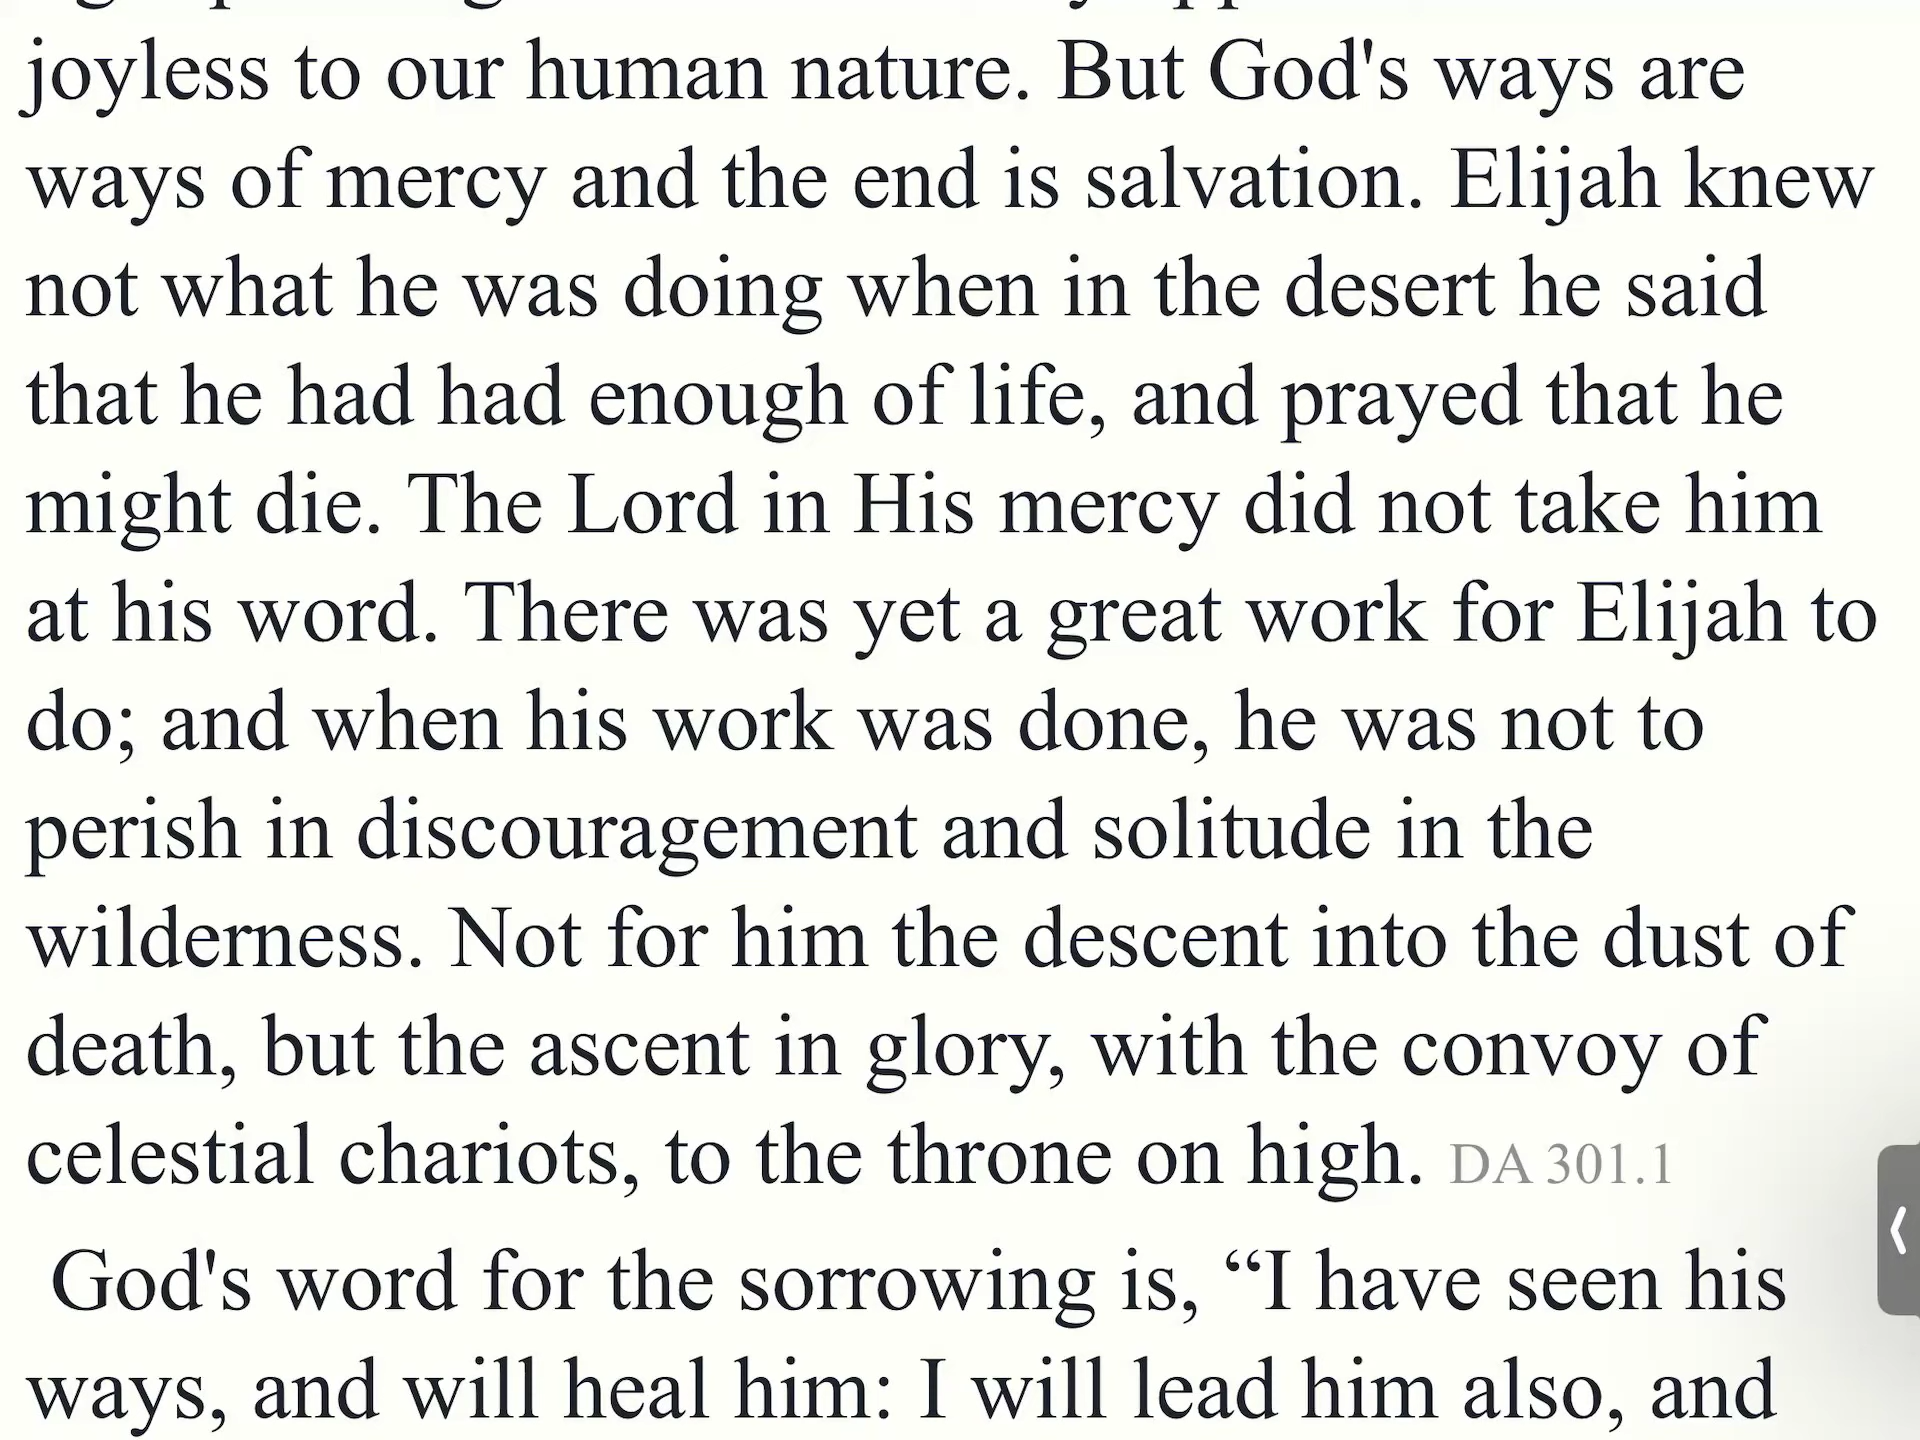 joyless to our human nature. But God's ways are
ways of mercy and the end is salvation. Elijah knew
not what he was doing when in the desert he said
that he had had enough of life, and prayed that he
might die. The Lord in His mercy did not take him
at his word. There was yet a great work for Elijah to
do; and when his work was done, he was not to
perish in discouragement and solitude in the
wilderness. Not for him the descent into the dust of
death, but the ascent in glory, with the convoy of
celestial chariots, to the throne on high. DA 301.1
God's word for the sorrowing is, “I have seen his
ways, and will heal him: I will lead him also, and